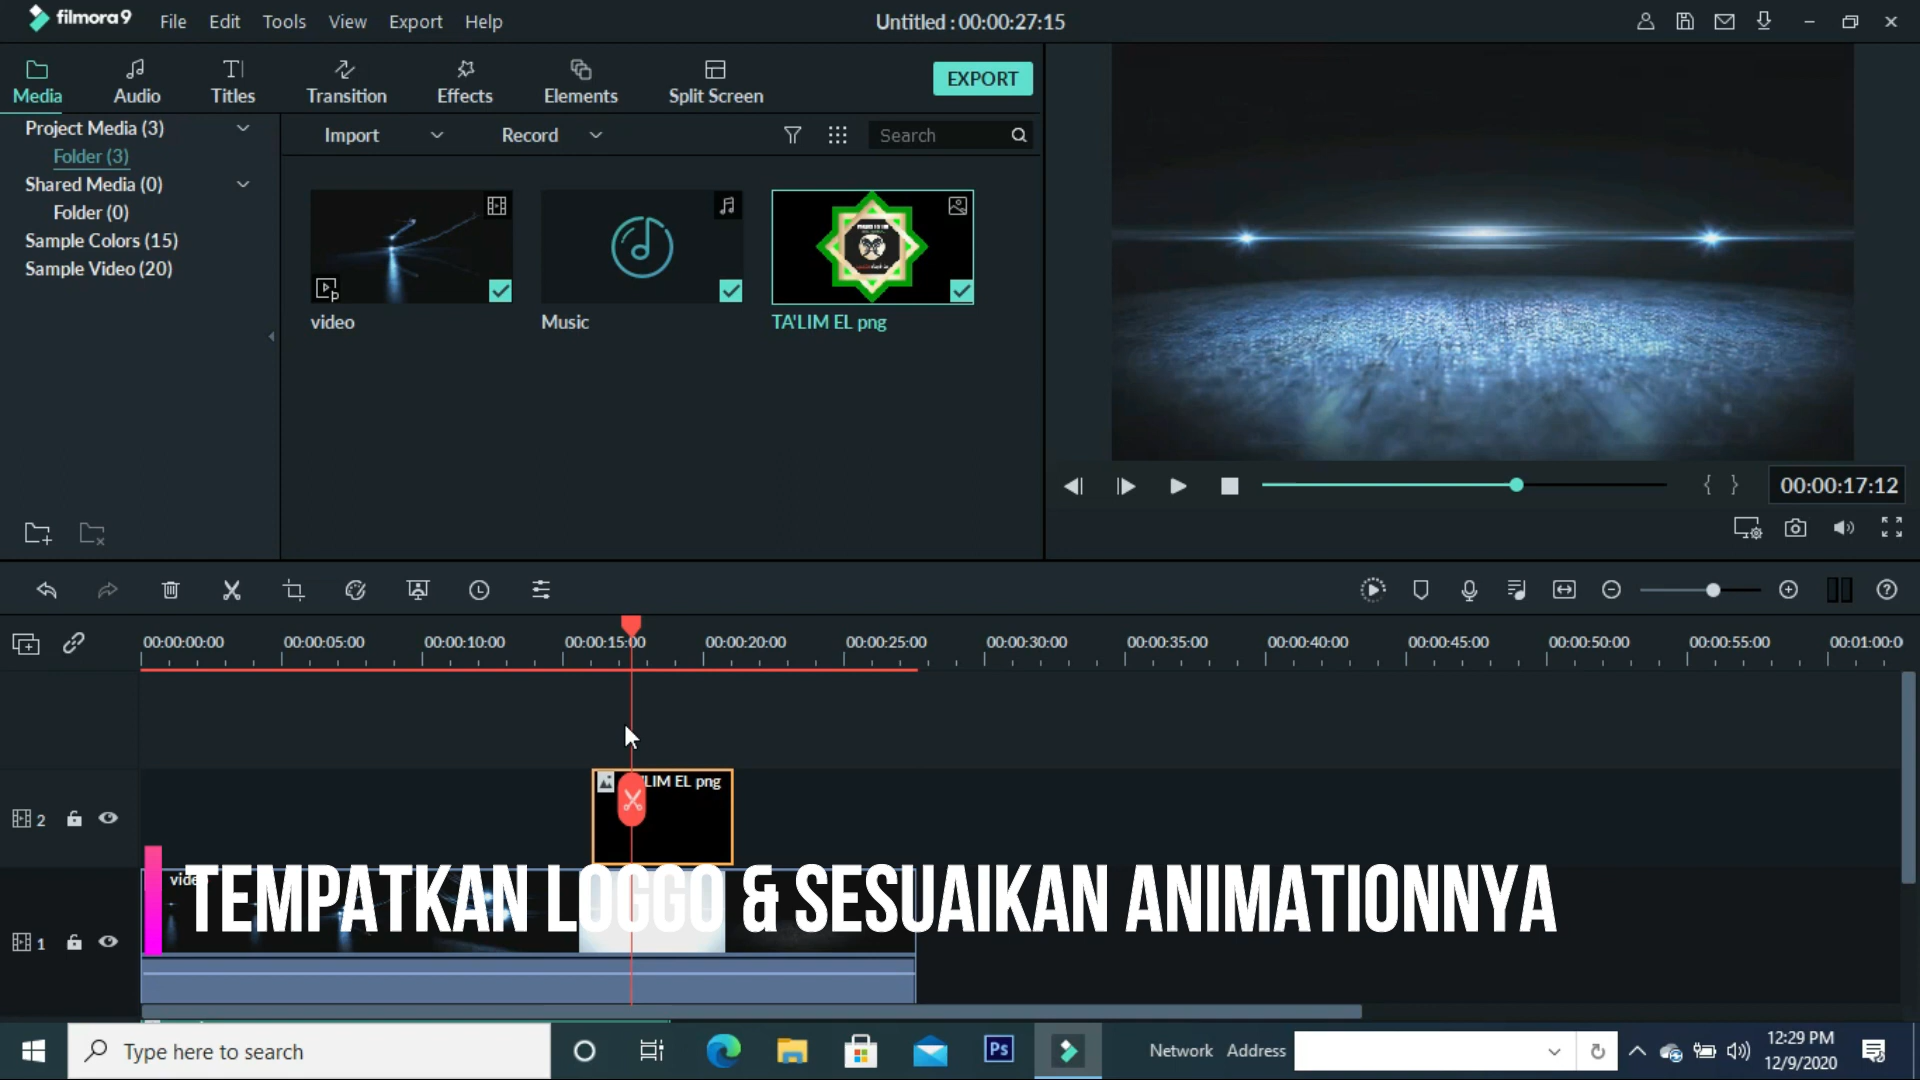 filmora9 File Edit Tools View Export Help Untitled : 00:00:27:15
Media Audio Titles Transition Effects Elements Split Screen EXPORT
Project Media (3) Import Record Search
Folder (3)
Shared Media (0)
Folder (0)
Sample Colors (15)
Sample Video (20)
video Music TA'LIM EL png
00:00:17:12
00:00:00:00 00:00:05:00 00:00:10:00 00:00:15:00 00:00:20:00 00:00:25:00 00:00:30:00 00:00:35:00 00:00:40:00 00:00:45:00 00:00:50:00 00:00:55:00 00:01:00:0
LIM EL png
2
video
TEMPATKAN LOGGO & SESUAIKAN ANIMATIONNYA
1
Type here to search Ps Network Address 12:29 PM
12/9/2020